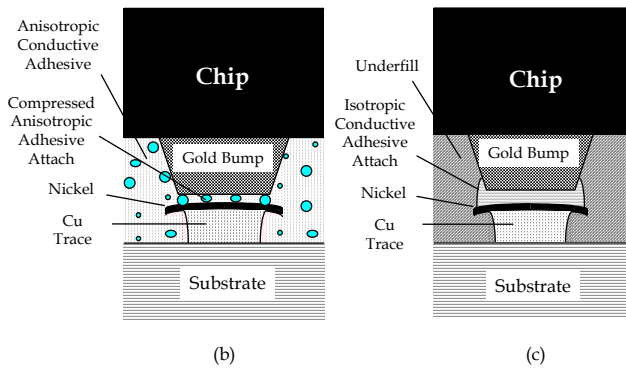 Anisotropic
Conductive
Adhesive
Chip
Compressed
Anisotropic
Adhesive
Attach
Gold Bump
Nickel
Cu
Trace
Substrate
(b)
Underfill
Chip
Isotropic
Conductive
Adhesive
Attach
Gold Bump
Nickel
Cu
Trace
Substrate
(c)